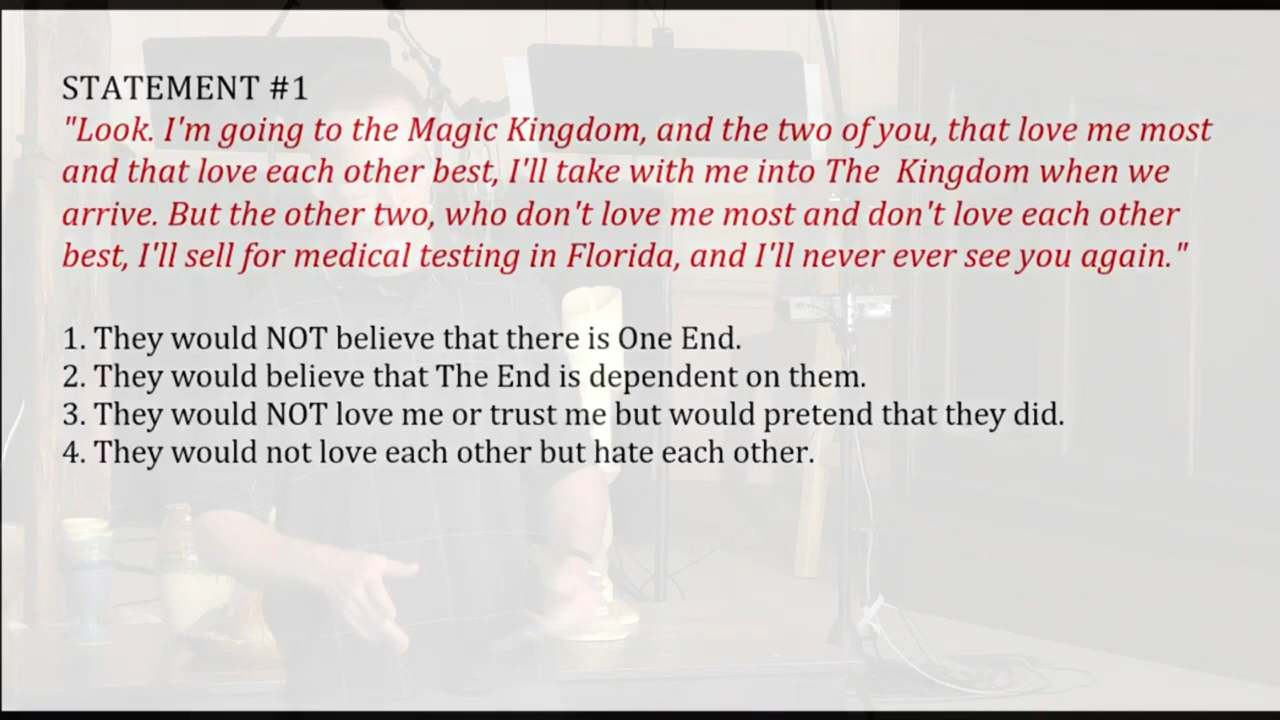 STATEMENT #1
"Look. I'm going to the Magic Kingdom, and the two of you, that love me most
and that love each other best, I'll take with me into The  Kingdom when we
arrive. But the other two, who don't love me most and don't love each other
best, I'll sell for medical testing in Florida, and I'll never ever see you again."
1. They would NOT believe that there is One End.
2. They would believe that The End is dependent on them.
3. They would NOT love me or trust me but would pretend that they did.
4. They would not love each other but hate each other.